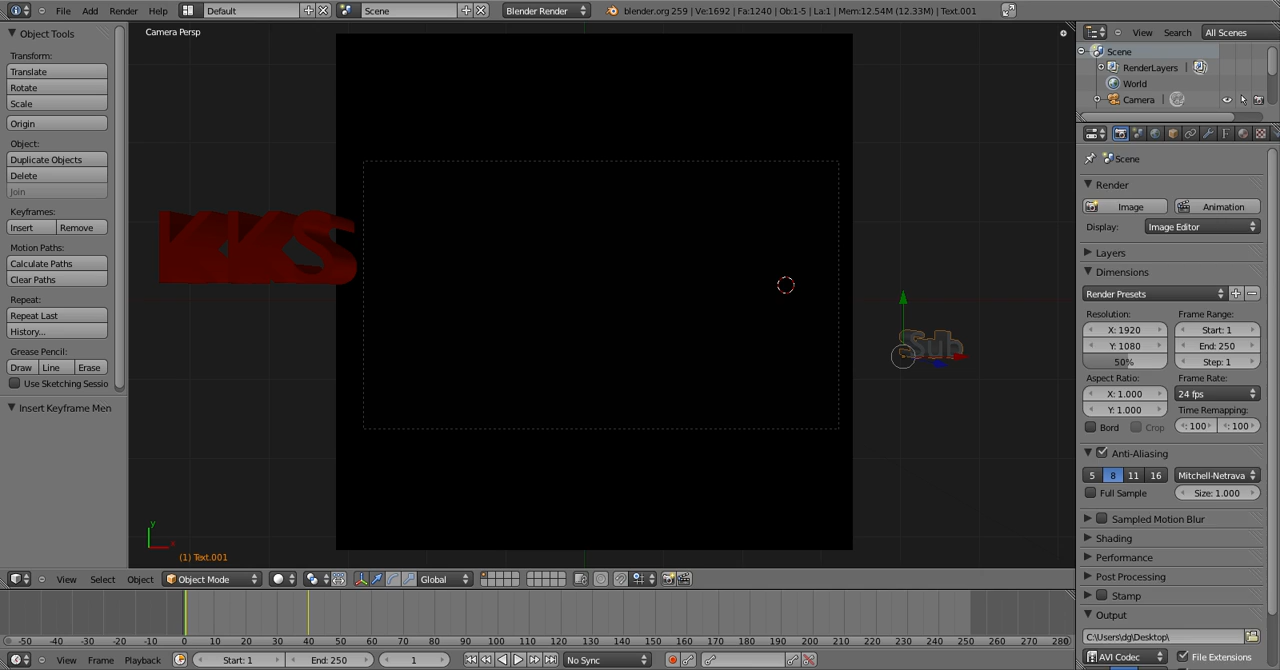 File Add Render Help Default Scene Blender Render blender.org 259 | Ve:1692 | Fa:1240 | Ob:1-5 | La:1 | Mem:12.54M (12.33M) | Text.001
Object Tools
Transform:
Translate
Rotate
Scale
Origin
Object:
Duplicate Objects
Delete
Join
Keyframes:
Insert Remove
Motion Paths:
Calculate Paths
Clear Paths
Repeat:
Repeat Last
History...
Grease Pencil:
Draw Line Erase
Use Sketching Sessio
Insert Keyframe Men
Camera Persp
KKS
Sub
y
x
(1) Text.001
View Search All Scenes
Scene
RenderLayers |
World
Camera |
Scene
Render
Image Animation
Display: Image Editor
Layers
Dimensions
Render Presets
Resolution: Frame Range:
X: 1920 Start: 1
Y: 1080 End: 250
50% Step: 1
Aspect Ratio: Frame Rate:
X: 1.000 24 fps
Y: 1.000 Time Remapping:
Bord Crop : 100 : 100
Anti-Aliasing
5 8 11 16 Mitchell-Netrava
Full Sample Size: 1.000
Sampled Motion Blur
Shading
Performance
Post Processing
Stamp
Output
C:\Users\dg\Desktop\
AVI Codec File Extensions
View Select Object Object Mode Global
-50 -40 -30 -20 -10 0 10 20 30 40 50 60 70 80 90 100 110 120 130 140 150 160 170 180 190 200 210 220 230 240 250 260 270 280
View Frame Playback Start: 1 End: 250 1 No Sync